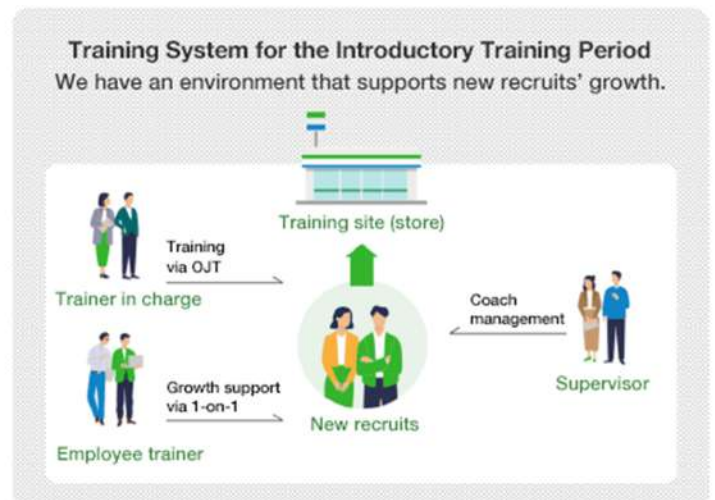 Training System for the Introductory Training Period
We have an environment that supports new recruits’ growth.
Training site (store)
Training
via OJT
Trainer in charge
Coach
management
Supervisor
Growth support
via 1-on-1
New recruits
Employee trainer